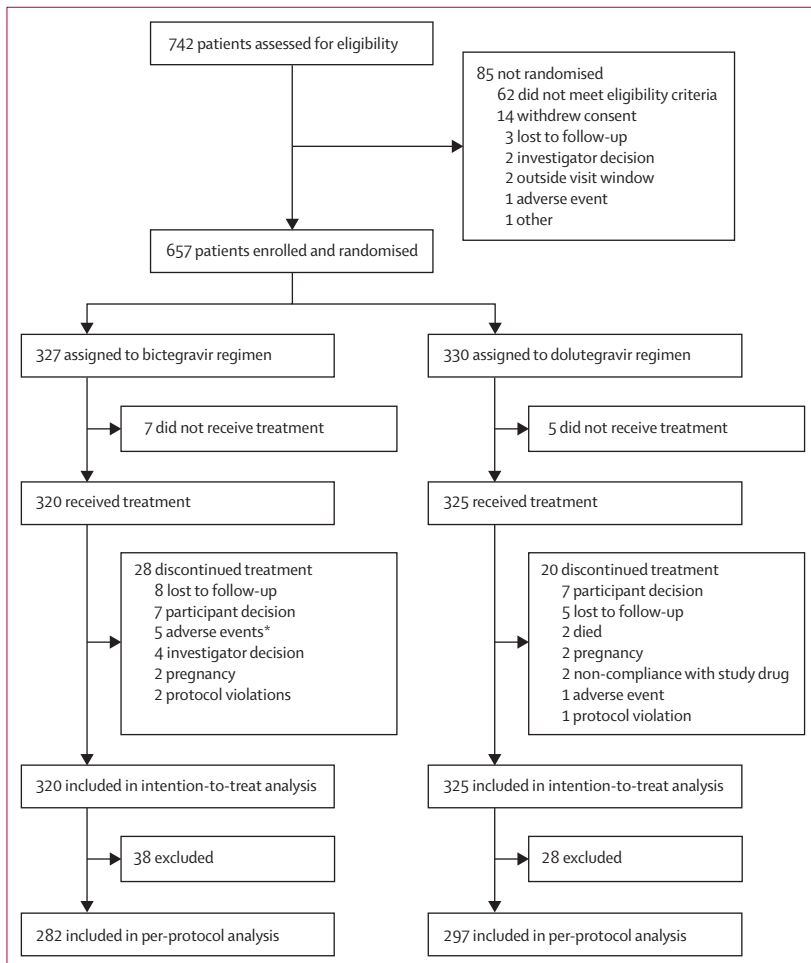 742 patients assessed for eligibility
85 not randomised
62 did not meet eligibility criteria
14 withdrew consent
3 lost to follow-up
2 investigator decision
2 outside visit window
1 adverse event
1 other
657 patients enrolled and randomised
327 assigned to bictegravir regimen
330 assigned to dolutegravir regimen
7 did not receive treatment
5 did not receive treatment
320 received treatment
325 received treatment
28 discontinued treatment
8 lost to follow-up
7 participant decision
5 adverse events*
4 investigator decision
2 pregnancy
2 protocol violations
20 discontinued treatment
7 participant decision
5 lost to follow-up
2 died
2 pregnancy
2 non-compliance with study drug
1 adverse event
1 protocol violation
320 included in intention-to-treat analysis
325 included in intention-to-treat analysis
38 excluded
28 excluded
282 included in per-protocol analysis
297 included in per-protocol analysis